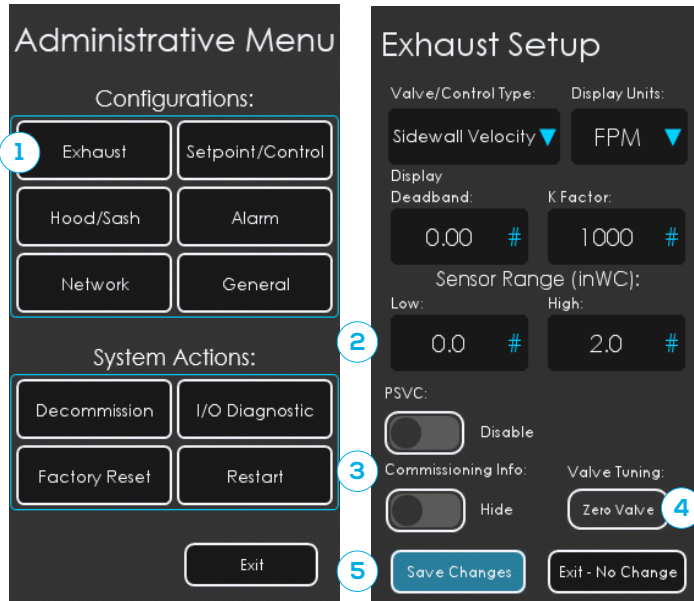 Administrative Menu
Configurations:
1
Exhaust
Setpoint/Control
Hood/Sash
Alarm
Network
General
System Actions:
Decommission
I/O Diagnostic
Factory Reset
Restart
Exit
Exhaust Setup
Valve/Control Type:
Display Units:
Sidewall Velocity
FPM
Display
Deadband:
K Factor:
0.00 #
1000 #
Sensor Range (inWC):
Low:
High:
2
0.0 #
2.0 #
PSVC:
Disable
3
Commissioning Info:
Valve Tuning:
Hide
Zero Valve
4
5
Save Changes
Exit - No Change